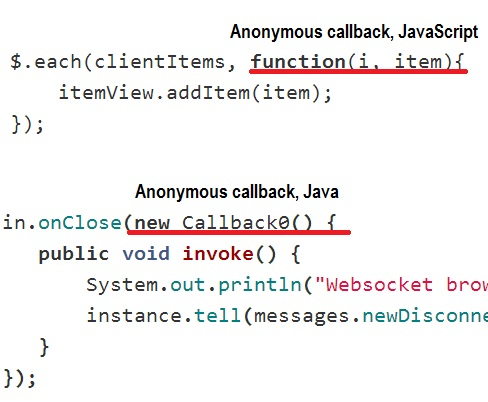 Anonymous callback, JavaScript
$.each(clientItems, function(i, item){
itemView.addItem(item);
});
Anonymous callback, Java
in.onClose(new Callback0() {
public void invoke() {
System.out.println("Websocket brow
instance.tell(messages.newDisconne
}
});